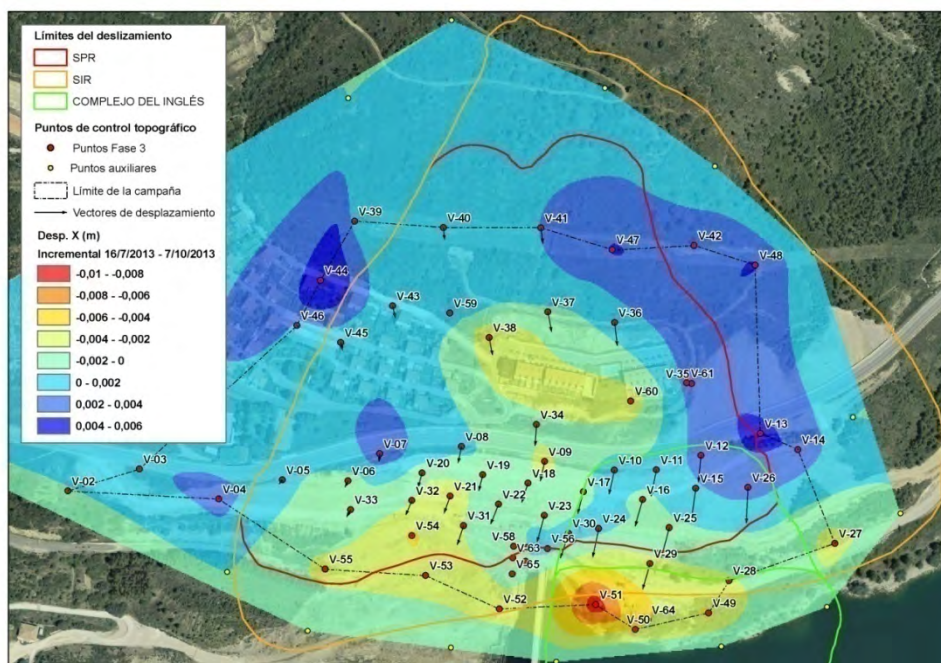 Límites del deslizamiento
SPR
SIR
COMPLEJO DEL INGLÉS
Puntos de control topográfico
Puntos Fase 3
Puntos auxiliares
Límite de la campaña
Vectores de desplazamiento
Desp. X (m)
Incremental 16/7/2013 - 7/10/2013
-0,01 - -0,008
-0,008 - -0,006
-0,006 - -0,004
-0,004 - -0,002
-0,002 - 0
0 - 0,002
0,002 - 0,004
0,004 - 0,006
V-39
V-40
V-41
V-47
V-42
V-48
V-44
V-46
V-45
V-43
V-59
V-37
V-36
V-38
V-35
V-61
V-60
V-34
V-13
V-14
V-03
V-02
V-04
V-05
V-06
V-07
V-08
V-09
V-10
V-11
V-12
V-20
V-19
V-18
V-17
V-16
V-15
V-26
V-33
V-32
V-21
V-22
V-23
V-54
V-31
V-30
V-24
V-25
V-27
V-58
V-63
V-56
V-65
V-29
V-28
V-55
V-53
V-52
V-51
V-64
V-49
V-50